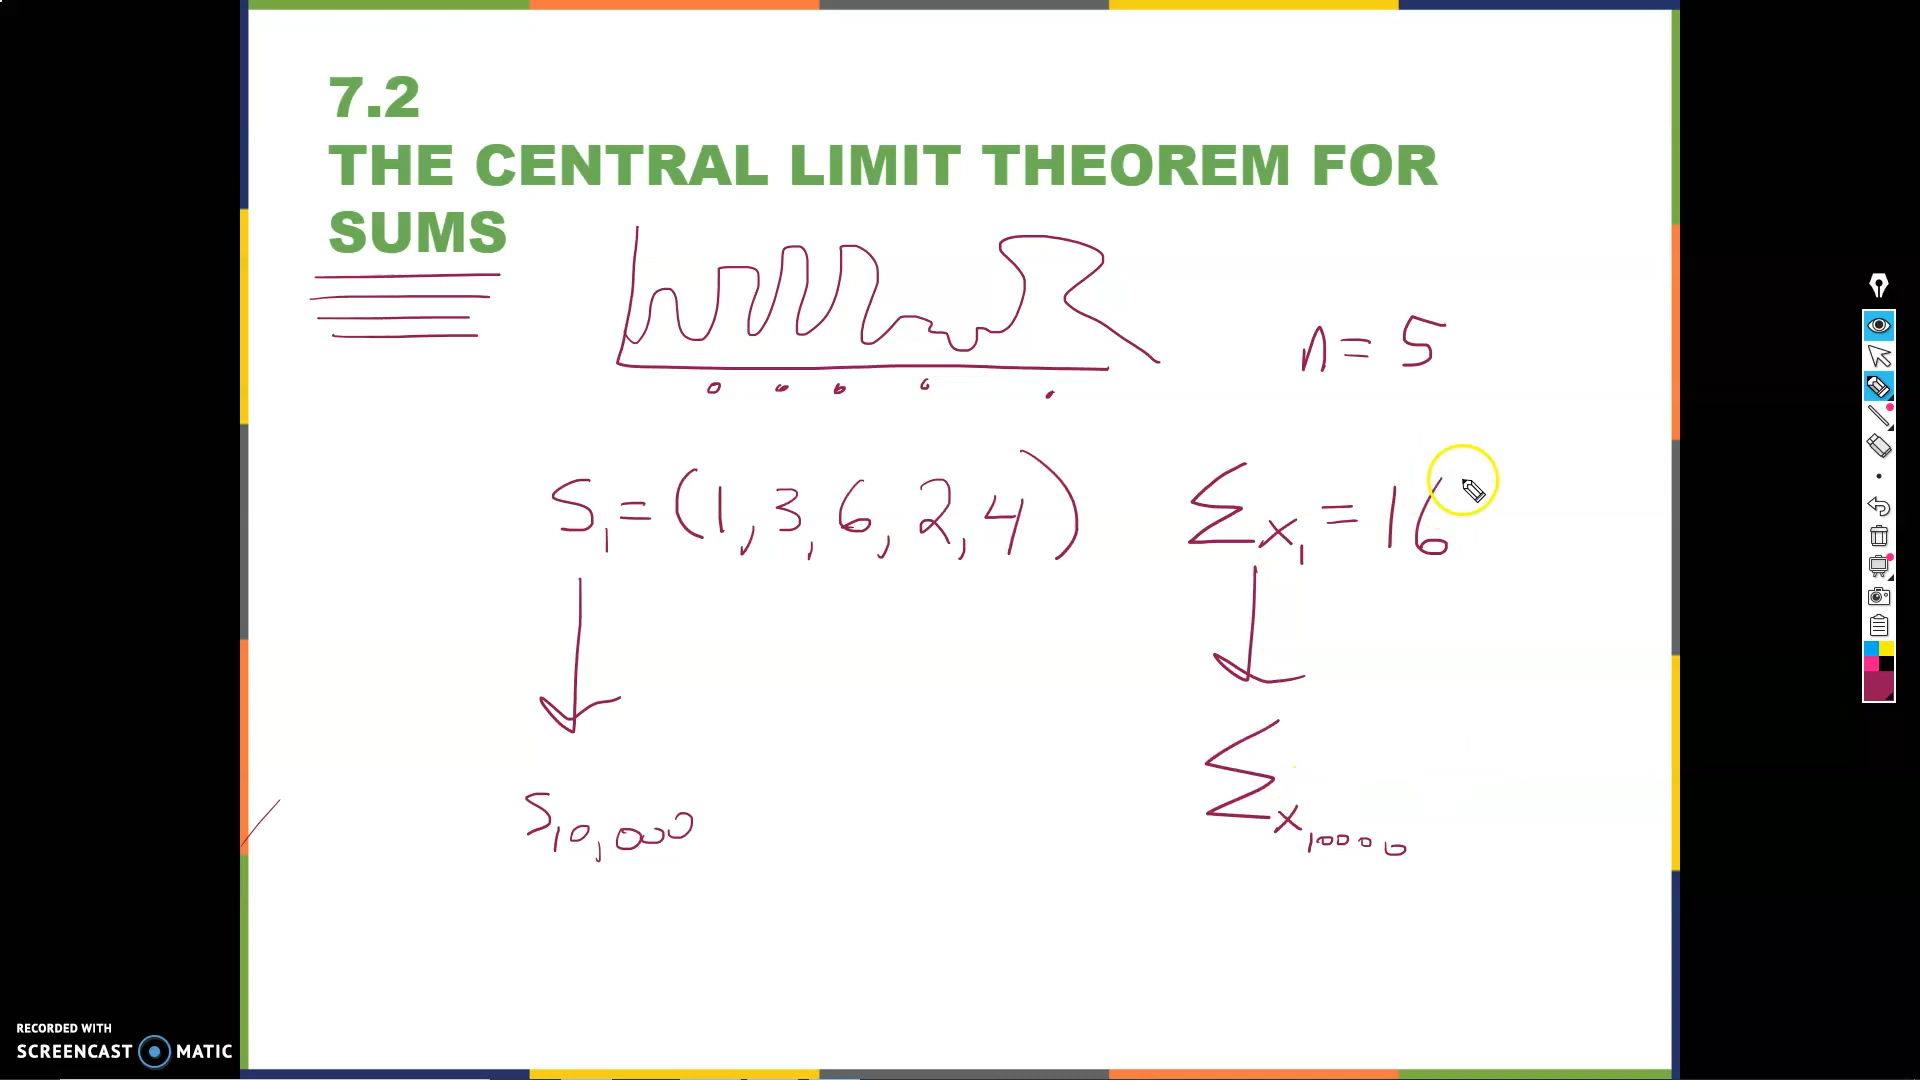 7.2
THE CENTRAL LIMIT THEOREM FOR
SUMS
n = 5
S₁ = (1, 3, 6, 2, 4)
Σx₁ = 16
S₁₀,₀₀₀
Σx₁₀₀₀₀
RECORDED WITH
SCREENCAST MATIC